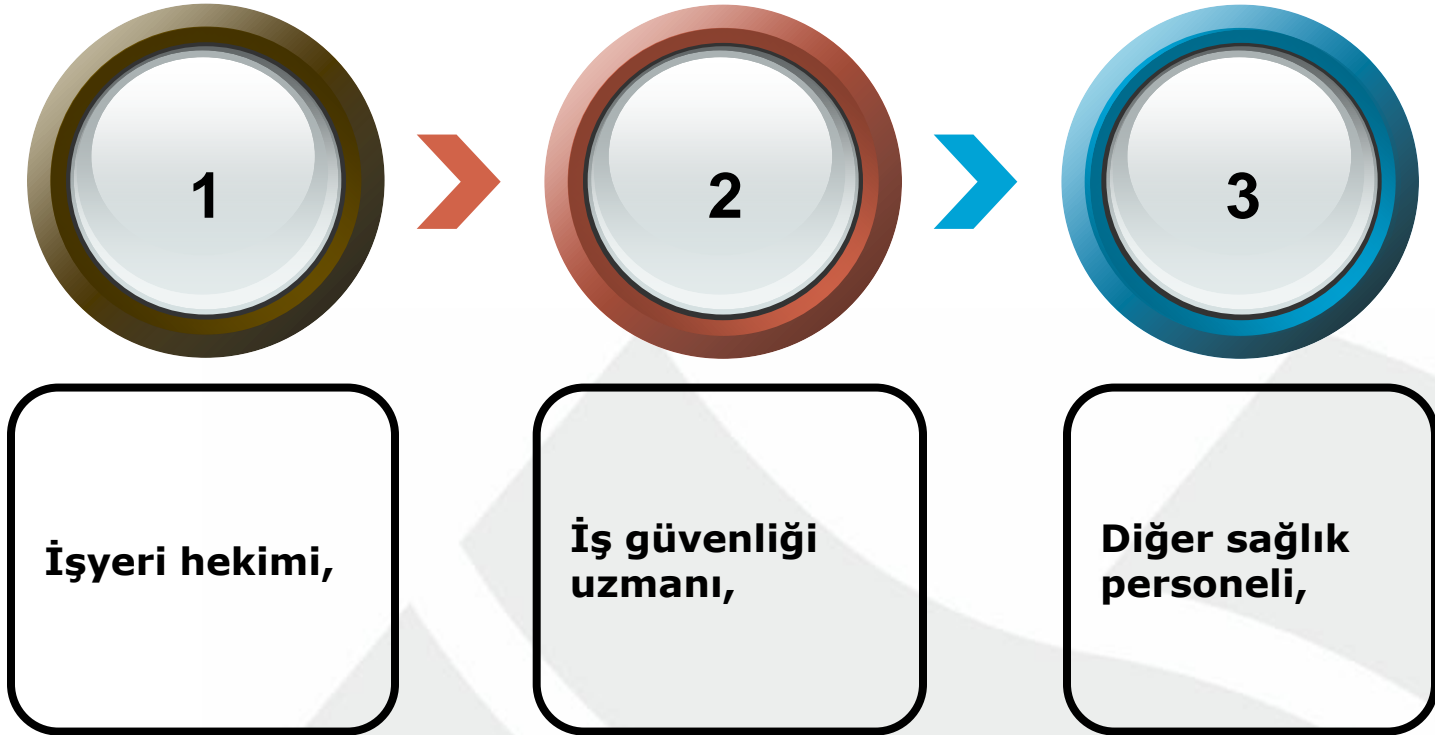 1
2
3
İşyeri hekimi,
İş güvenliği
uzmanı,
Diğer sağlık
personeli,